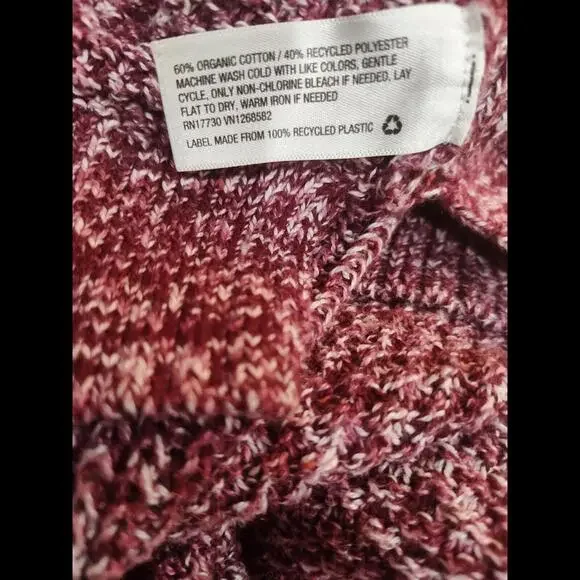 60% ORGANIC COTTON / 40% RECYCLED POLYESTER
MACHINE WASH COLD WITH LIKE COLORS, GENTLE
CYCLE, ONLY NON-CHLORINE BLEACH IF NEEDED, LAY
FLAT TO DRY, WARM IRON IF NEEDED
RN17730 VN1268582
LABEL MADE FROM 100% RECYCLED PLASTIC